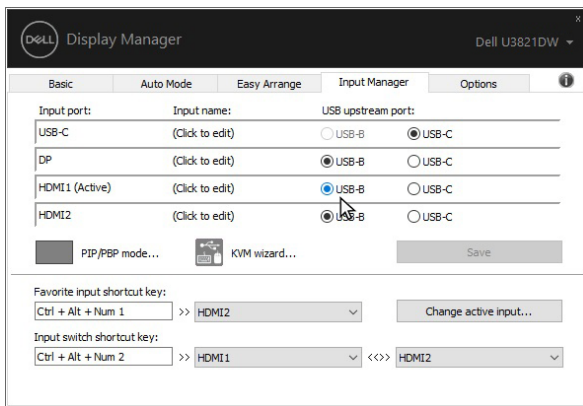 DELL Display Manager
x
Dell U3821DW
Basic Auto Mode Easy Arrange Input Manager Options
Input port: Input name: USB upstream port:
USB-C (Click to edit) USB-B USB-C
DP (Click to edit) USB-B USB-C
HDMI1 (Active) (Click to edit) USB-B USB-C
HDMI2 (Click to edit) USB-B USB-C
PIP/PBP mode... KVM wizard... Save
Favorite input shortcut key:
Ctrl + Alt + Num 1 >> HDMI2 Change active input...
Input switch shortcut key:
Ctrl + Alt + Num 2 >> HDMI1 <<>> HDMI2